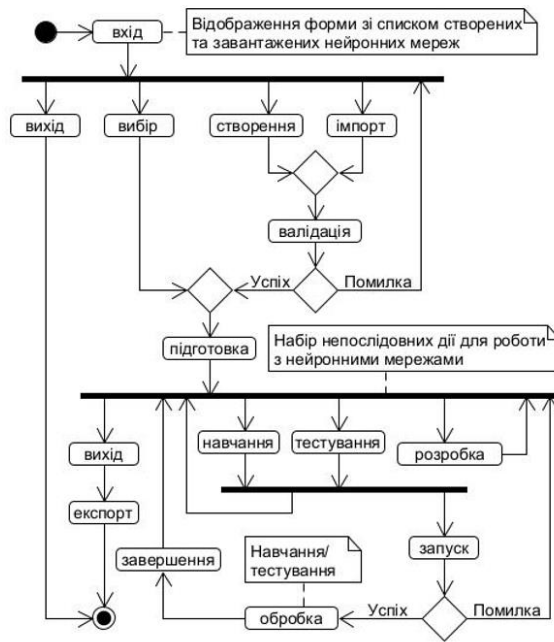 вхід
Відображення форми зі списком створених
та завантажених нейронних мереж
вихід
вибір
створення
імпорт
валідація
Успіх
Помилка
підготовка
Набір непослідовних дії для роботи
з нейронними мережами
вихід
навчання
тестування
розробка
експорт
завершення
Навчання/
тестування
запуск
обробка
Успіх
Помилка